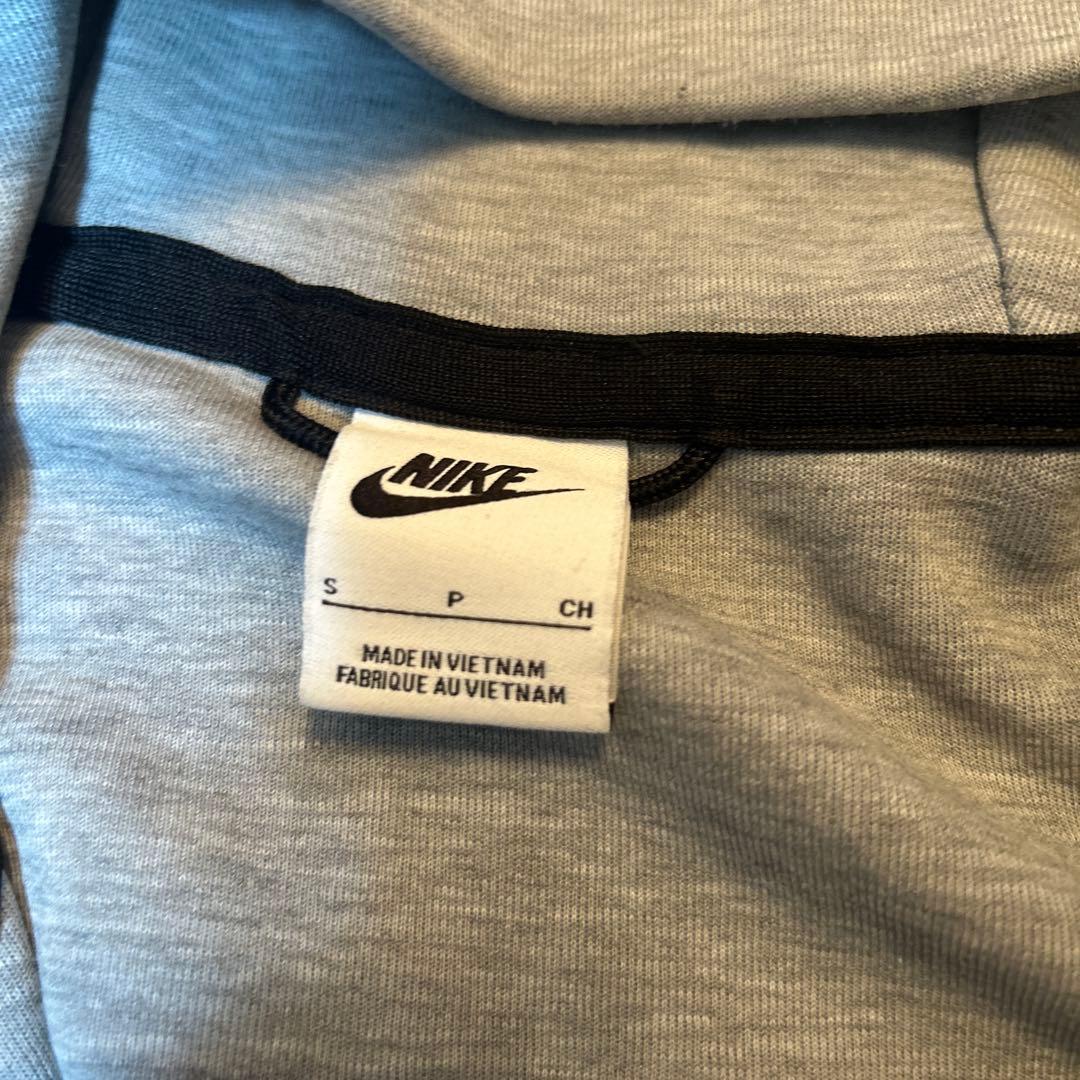 NIKE
S P CH
MADE IN VIETNAM
FABRIQUE AU VIETNAM